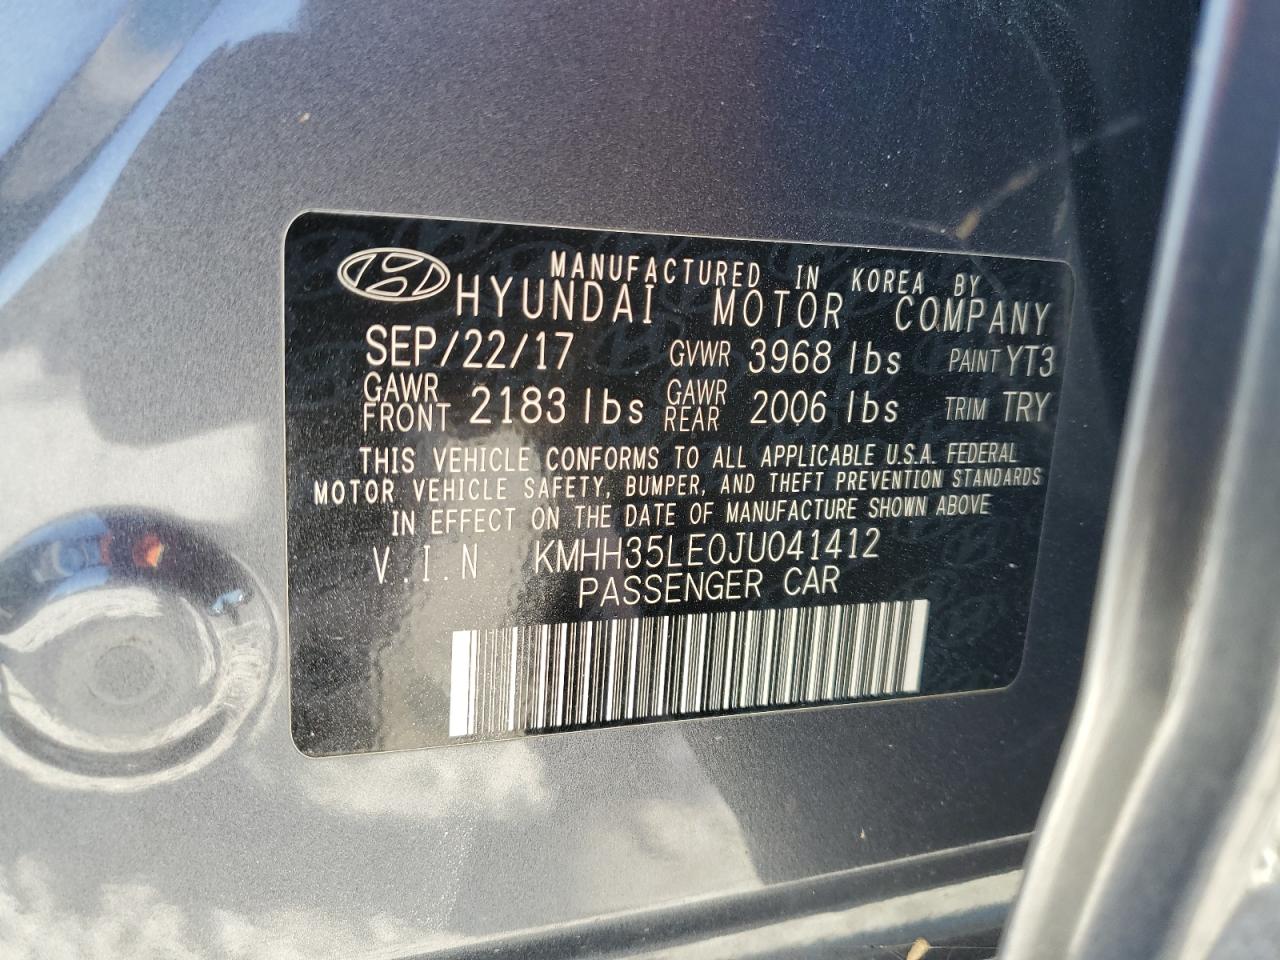 MANUFACTURED IN KOREA BY
HYUNDAI MOTOR COMPANY
SEP/22/17 GVWR 3968 lbs PAINT YT3
GAWR FRONT 2183 lbs GAWR REAR 2006 lbs TRIM TRY
THIS VEHICLE CONFORMS TO ALL APPLICABLE U.S.A. FEDERAL
MOTOR VEHICLE SAFETY, BUMPER, AND THEFT PREVENTION STANDARDS
IN EFFECT ON THE DATE OF MANUFACTURE SHOWN ABOVE
V.I.N KMHH35LE0JU041412
PASSENGER CAR